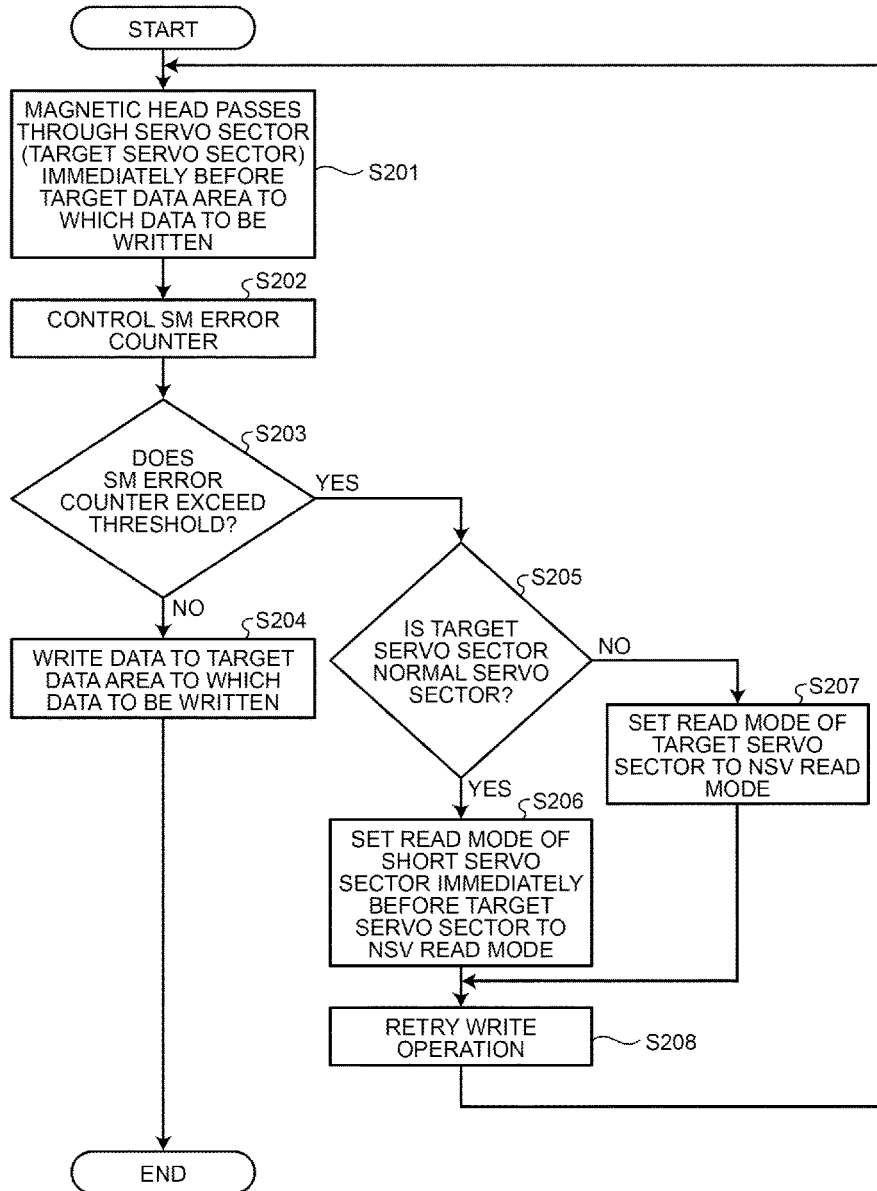 START
MAGNETIC HEAD PASSES
THROUGH SERVO SECTOR
(TARGET SERVO SECTOR)
IMMEDIATELY BEFORE
TARGET DATA AREA TO
WHICH DATA TO BE
WRITTEN
S201
S202
CONTROL SM ERROR
COUNTER
S203
DOES
SM ERROR
COUNTER EXCEED
THRESHOLD?
YES
NO
S204
WRITE DATA TO TARGET
DATA AREA TO WHICH
DATA TO BE WRITTEN
S205
IS TARGET
SERVO SECTOR
NORMAL SERVO
SECTOR?
NO
YES
S207
SET READ MODE OF
TARGET SERVO
SECTOR TO NSV READ
MODE
S206
SET READ MODE OF
SHORT SERVO
SECTOR IMMEDIATELY
BEFORE TARGET
SERVO SECTOR TO
NSV READ MODE
RETRY WRITE
OPERATION
S208
END